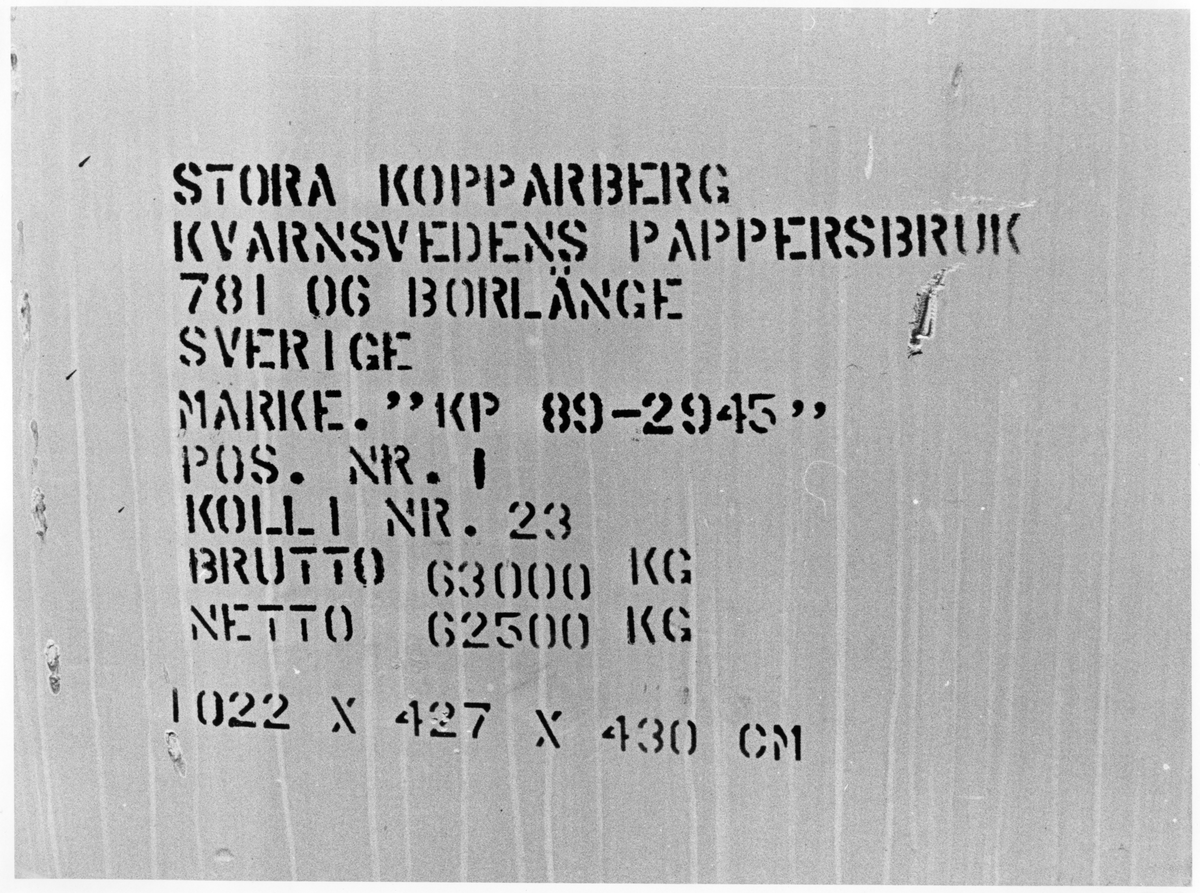 STORA KOPPARBERG
KVARNSVEDENS PAPPERSBRUK
781 06 BORLÄNGE
SVERIGE
MARKE.”KP 89-2945”
POS. NR. 1
KOLLI NR. 23
BRUTTO 63000 KG
NETTO 62500 KG
1022 X 427 X 430 CM